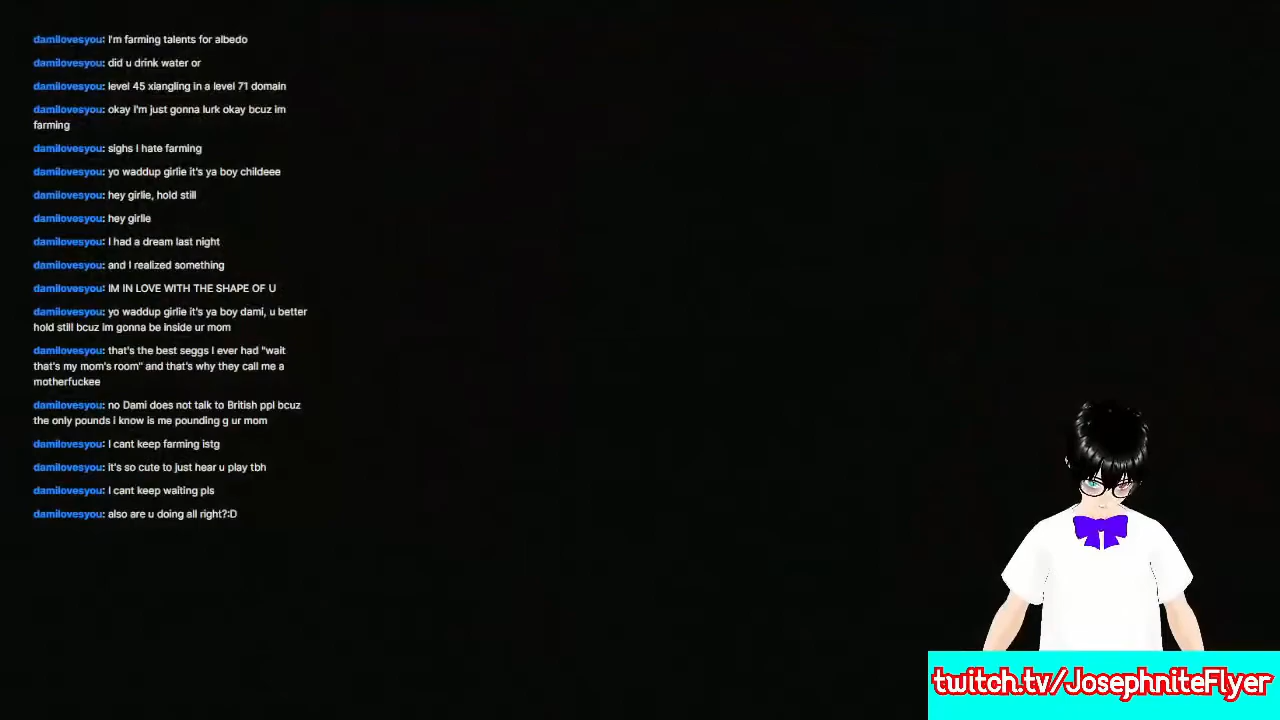 damilovesyou: I'm farming talents for albedo
damilovesyou: did u drink water or
damilovesyou: level 45 xiangling in a level 71 domain
damilovesyou: okay I'm just gonna lurk okay bcuz im
farming
damilovesyou: sighs I hate farming
damilovesyou: yo waddup girlie it's ya boy childeee
damilovesyou: hey girlie, hold still
damilovesyou: hey girlie
damilovesyou: I had a dream last night
damilovesyou: and I realized something
damilovesyou: IM IN LOVE WITH THE SHAPE OF U
damilovesyou: yo waddup girlie it's ya boy dami, u better
hold still bcuz im gonna be inside ur mom
damilovesyou: that's the best seggs I ever had "wait
that's my mom's room" and that's why they call me a
motherfuckee
damilovesyou: no Dami does not talk to British ppl bcuz
the only pounds i know is me pounding g ur mom
damilovesyou: I cant keep farming istg
damilovesyou: it's so cute to just hear u play tbh
damilovesyou: I cant keep waiting pls
damilovesyou: also are u doing all right?:D
twitch.tv/JosephniteFlyer